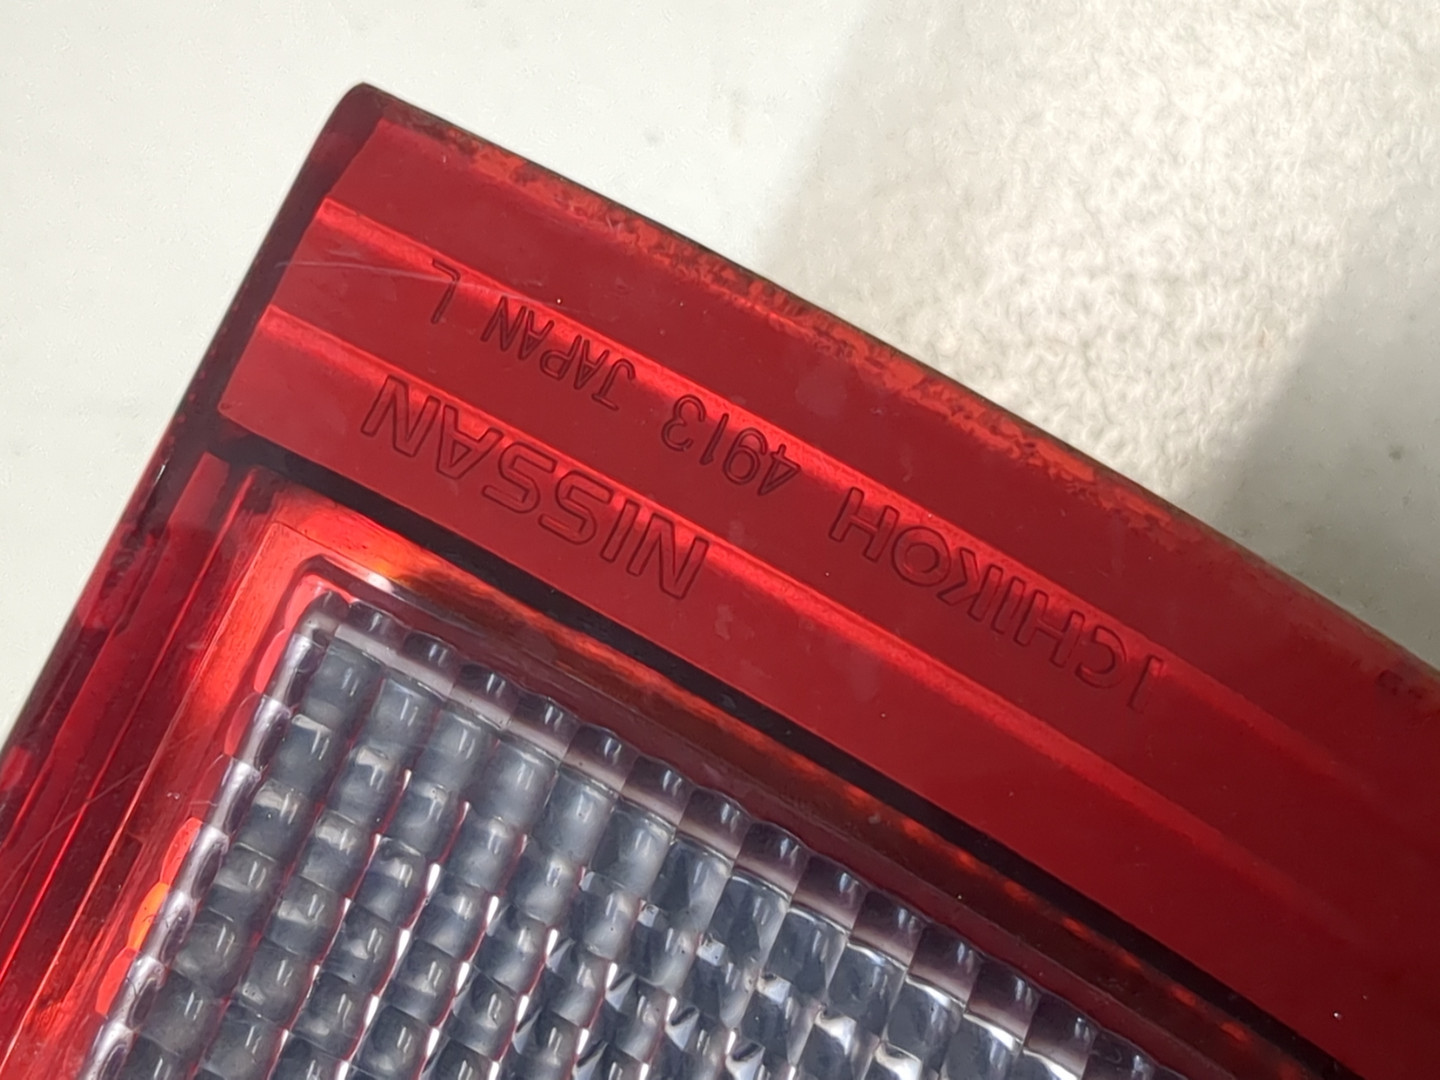 NISSAN
ICHIKOH 4913 JAPAN L